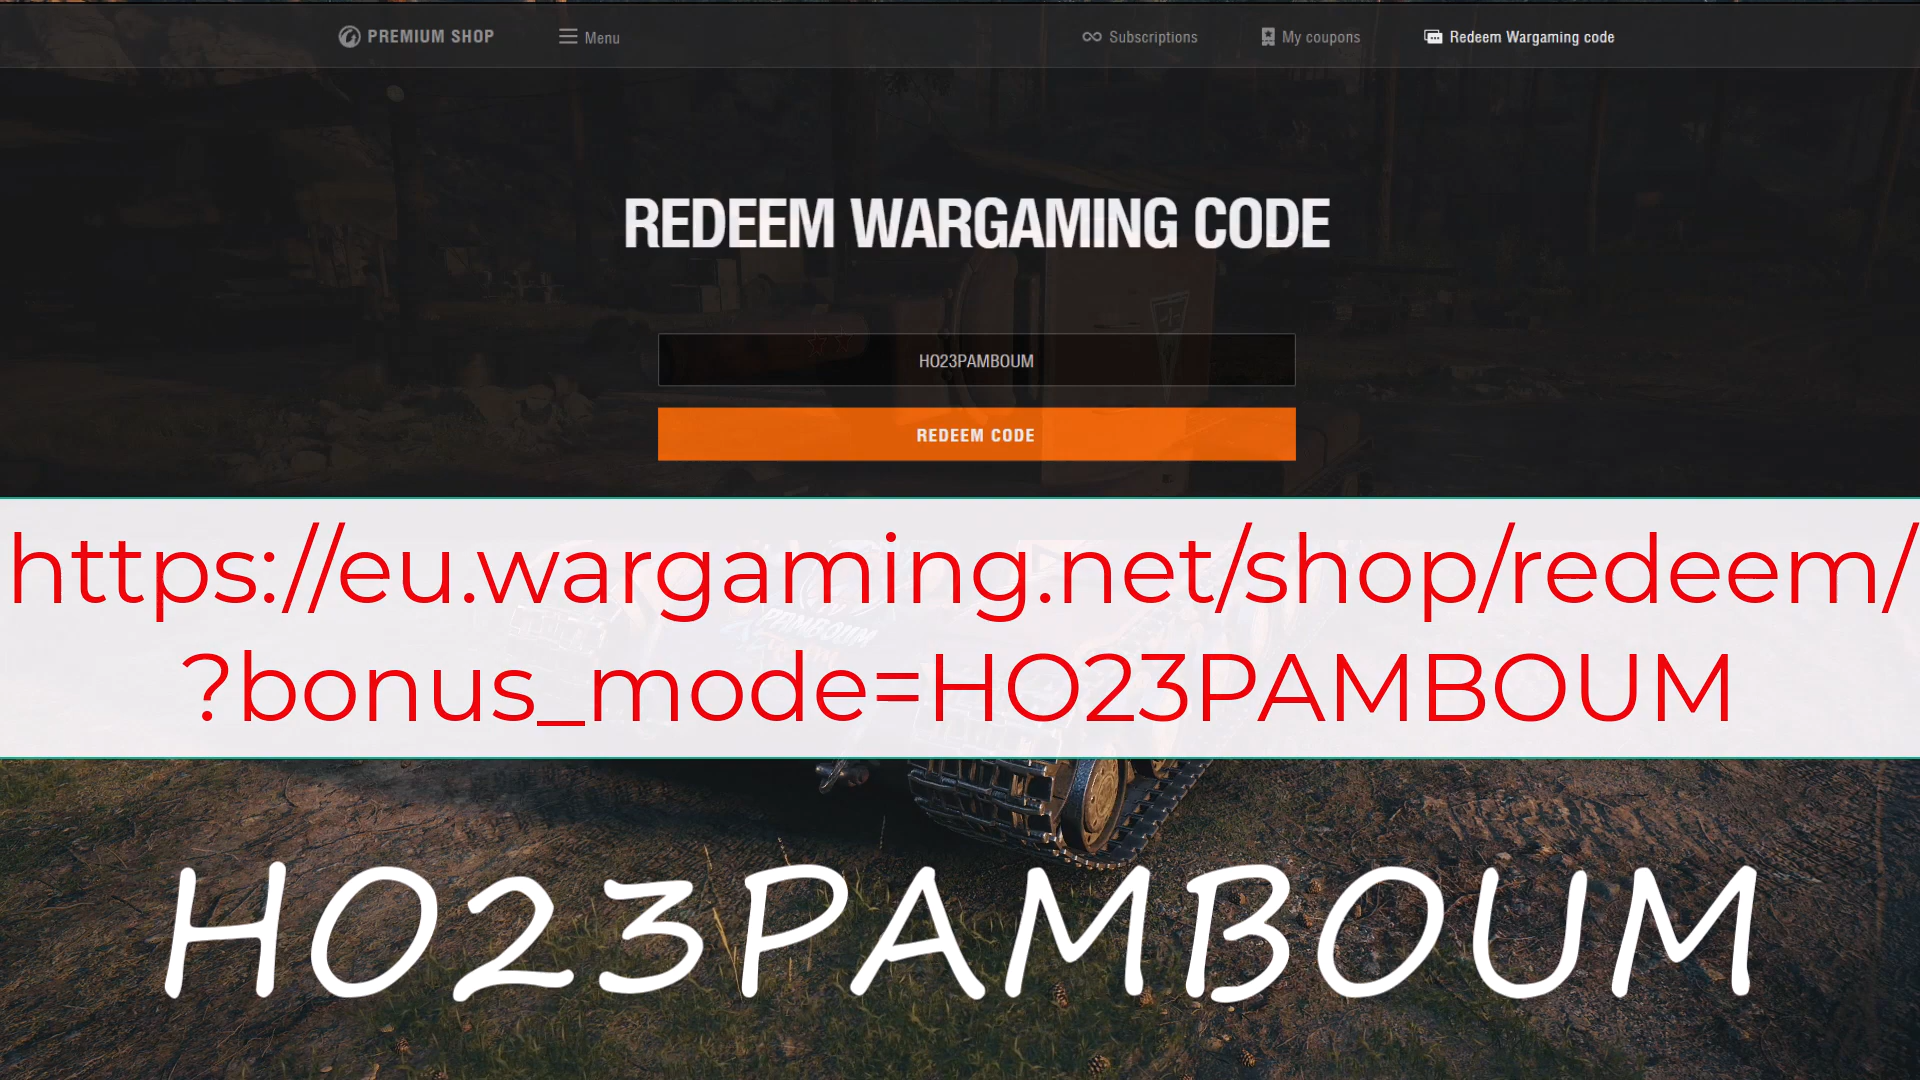 PREMIUM SHOP
Menu
Subscriptions
My coupons
Redeem Wargaming code
REDEEM WARGAMING CODE
HO23PAMBOUM
REDEEM CODE
https://eu.wargaming.net/shop/redeem/
?bonus_mode=HO23PAMBOUM
PAMBOUM
HO23PAMBOUM